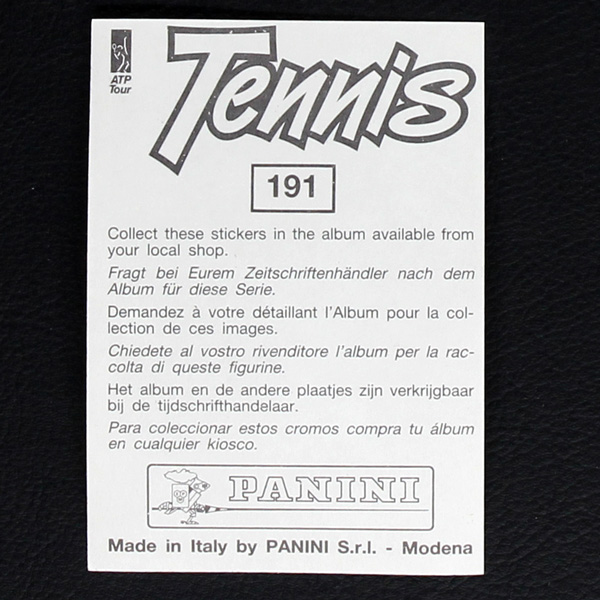 ATP
Tour
Tennis
191
Collect these stickers in the album available from
your local shop.
Fragt bei Eurem Zeitschriftenhändler nach dem
Album für diese Serie.
Demandez à votre détaillant l'Album pour la col-
lection de ces images.
Chiedete al vostro rivenditore l'album per la rac-
colta di queste figurine.
Het album en de andere plaatjes zijn verkrijgbaar
bij de tijdschrifthandelaar.
Para coleccionar estos cromos compra tu álbum
en cualquier kiosco.
PANINI
Made in Italy by PANINI S.r.l. - Modena